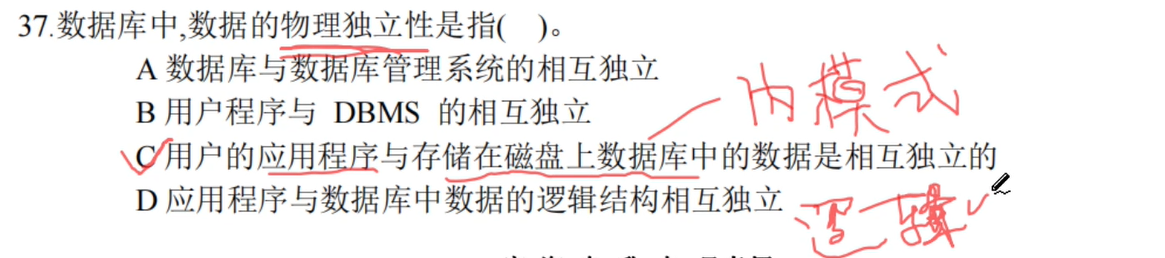 37.数据库中,数据的物理独立性是指( )。
A 数据库与数据库管理系统的相互独立
内模式
B 用户程序与 DBMS 的相互独立
C 用户的应用程序与存储在磁盘上数据库中的数据是相互独立的
D 应用程序与数据库中数据的逻辑结构相互独立
逻辑